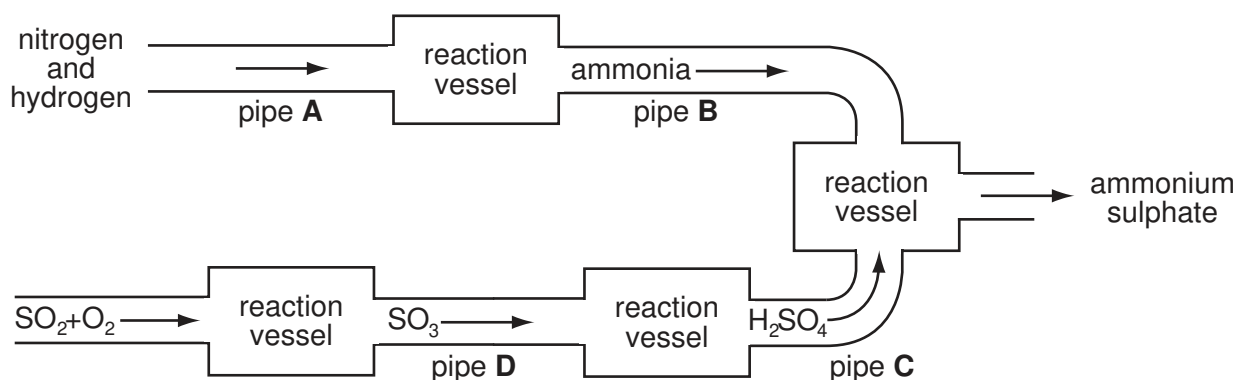 nitrogen
and
hydrogen
pipe A
reaction
vessel
ammonia
pipe B
reaction
vessel
ammonium
sulphate
SO₂+O₂
reaction
vessel
SO₃
pipe D
reaction
vessel
H₂SO₄
pipe C